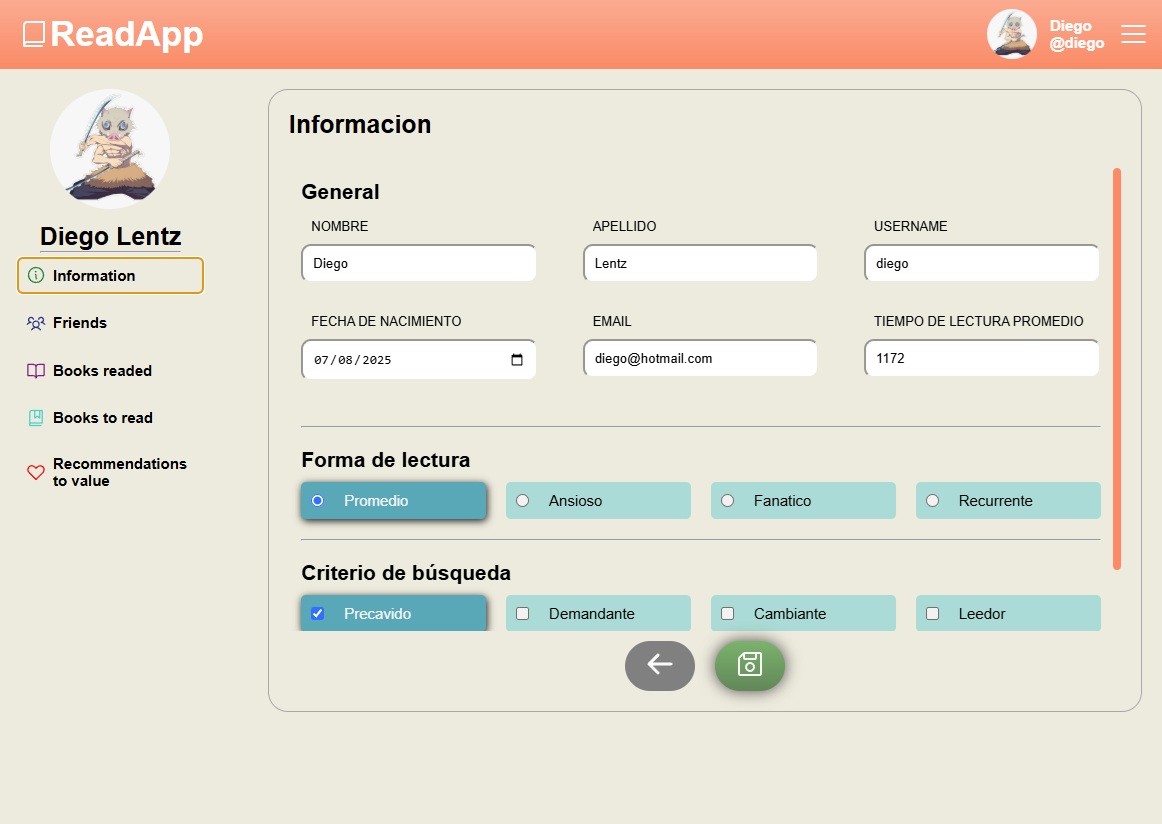 ReadApp
Diego
@diego
Diego Lentz
Information
Friends
Books readed
Books to read
Recommendations
to value
Informacion
General
NOMBRE
APELLIDO
USERNAME
Diego
Lentz
diego
FECHA DE NACIMIENTO
EMAIL
TIEMPO DE LECTURA PROMEDIO
07/08/2025
diego@hotmail.com
1172
Forma de lectura
Promedio
Ansioso
Fanatico
Recurrente
Criterio de búsqueda
Precavido
Demandante
Cambiante
Leedor